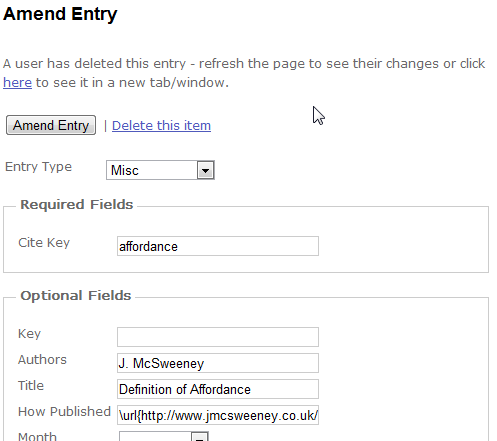 Amend Entry
A user has deleted this entry - refresh the page to see their changes or click
here to see it in a new tab/window.
Amend Entry | Delete this item
Entry Type Misc
Required Fields
Cite Key affordance
Optional Fields
Key
Authors J. McSweeney
Title Definition of Affordance
How Published \url{http://www.jmcsweeney.co.uk/
Month